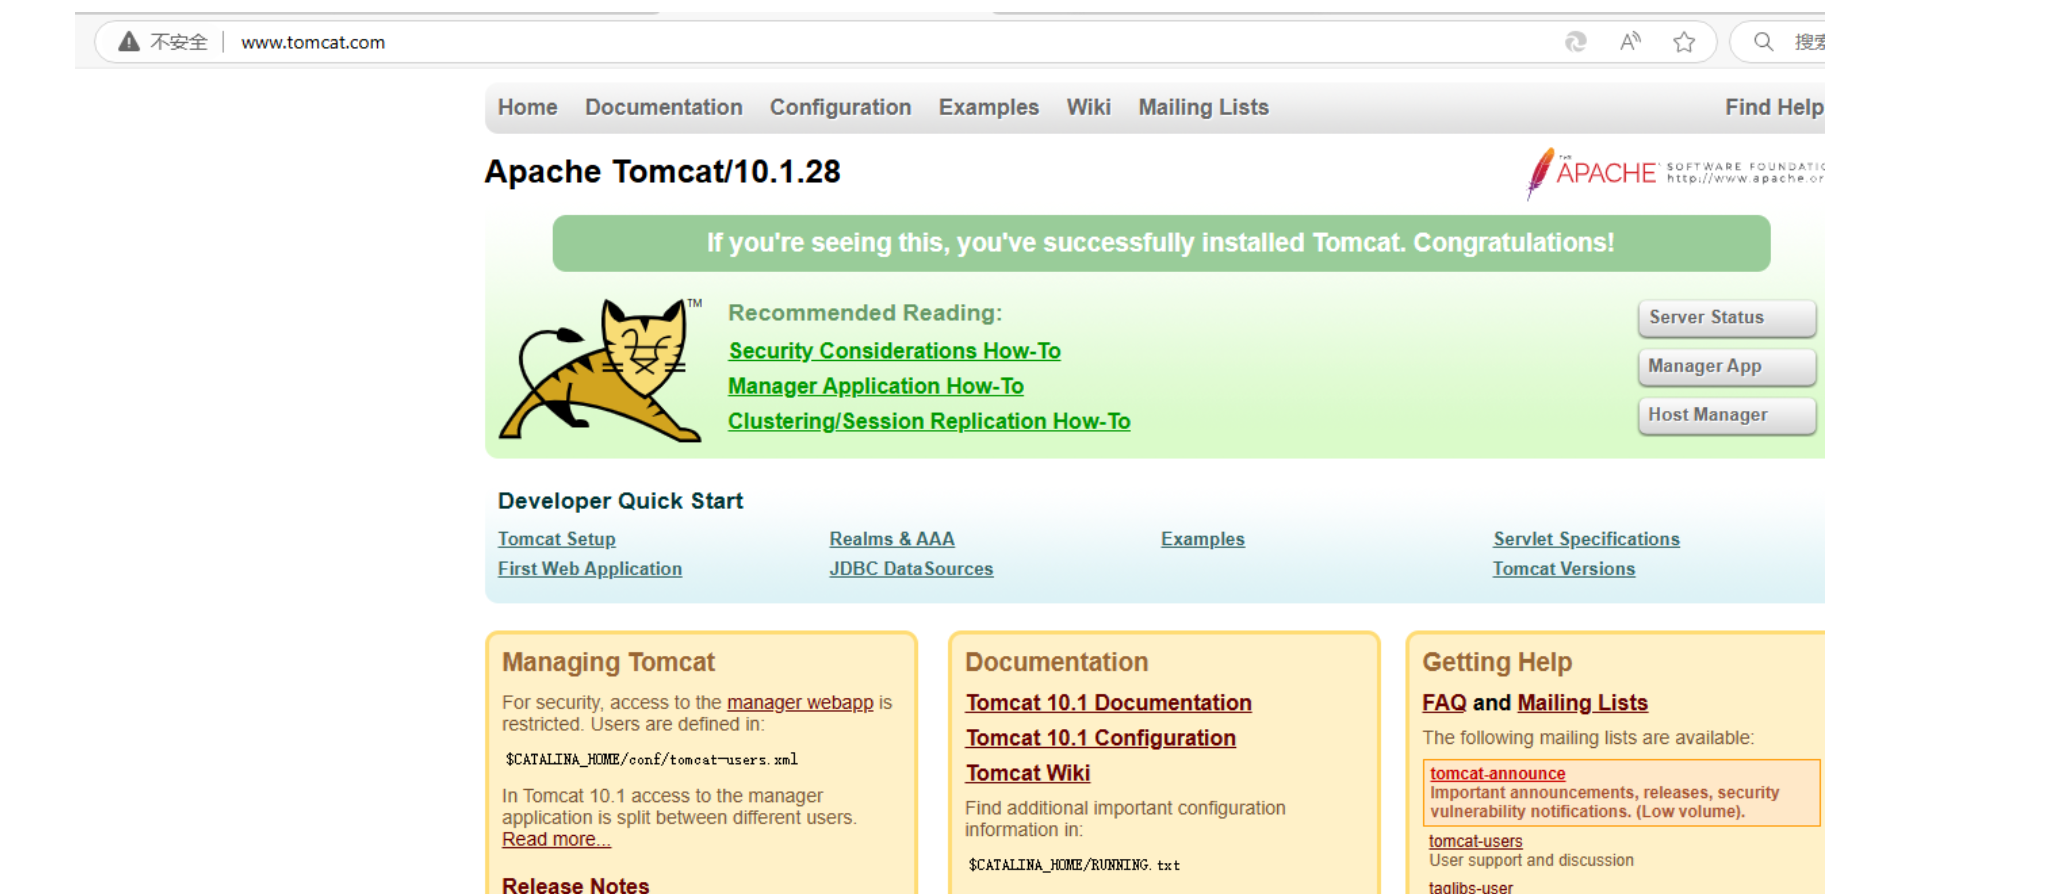 不安全 www.tomcat.com 搜索
Home Documentation Configuration Examples Wiki Mailing Lists Find Help
Apache Tomcat/10.1.28
THE APACHE SOFTWARE FOUNDATIO
http://www.apache.or
If you're seeing this, you've successfully installed Tomcat. Congratulations!
TM
Recommended Reading:
Security Considerations How-To
Manager Application How-To
Clustering/Session Replication How-To
Server Status
Manager App
Host Manager
Developer Quick Start
Tomcat Setup
First Web Application
Realms & AAA
JDBC DataSources
Examples
Servlet Specifications
Tomcat Versions
Managing Tomcat
For security, access to the manager webapp is
restricted. Users are defined in:
$CATALINA_HOME/conf/tomcat-users.xml
In Tomcat 10.1 access to the manager
application is split between different users.
Read more...
Release Notes
Documentation
Tomcat 10.1 Documentation
Tomcat 10.1 Configuration
Tomcat Wiki
Find additional important configuration
information in:
$CATALINA_HOME/RUNNING.txt
Getting Help
FAQ and Mailing Lists
The following mailing lists are available:
tomcat-announce
Important announcements, releases, security
vulnerability notifications. (Low volume).
tomcat-users
User support and discussion
taglibs-user